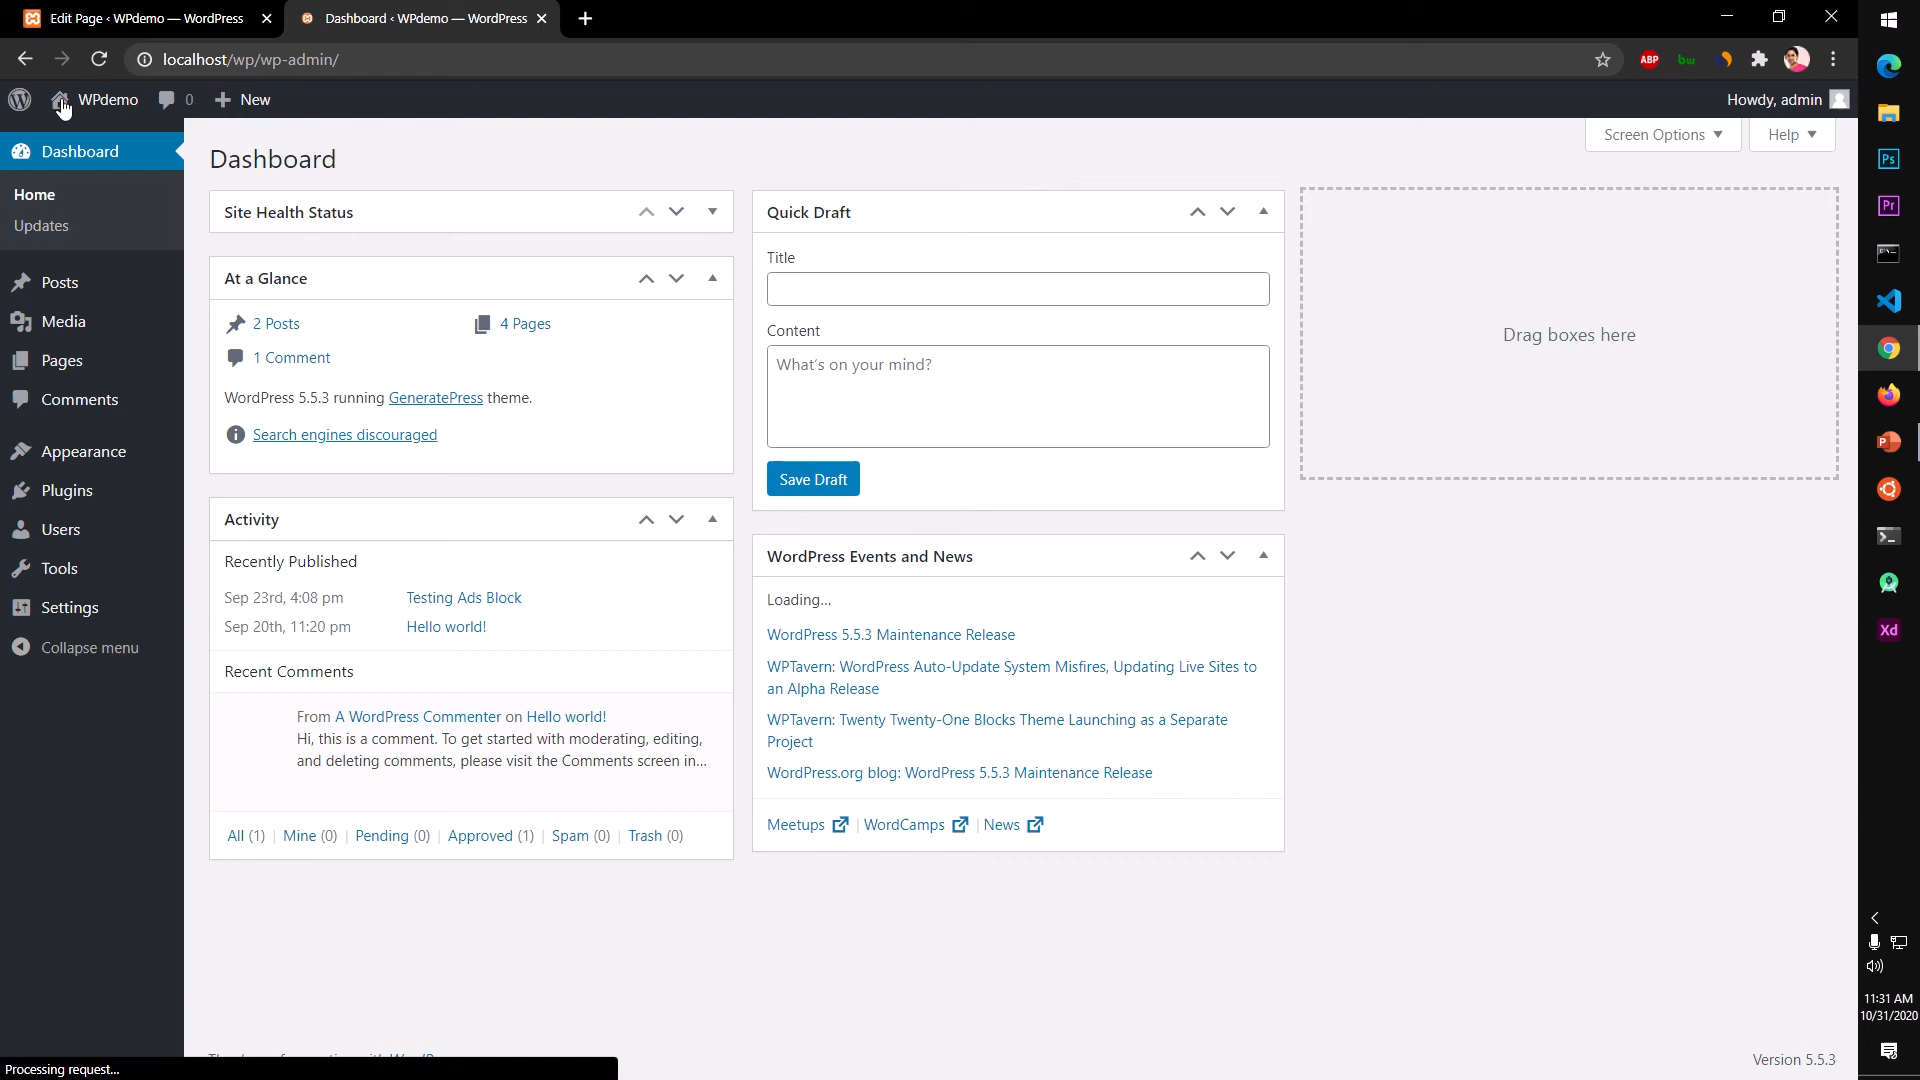 Edit Page ‹ WPdemo — WordPress
Dashboard ‹ WPdemo — WordPress
localhost/wp/wp-admin/
ABP
bw
WPdemo
0
New
Howdy, admin
Dashboard
Home
Updates
Posts
Media
Pages
Comments
Appearance
Plugins
Users
Tools
Settings
Collapse menu
Screen Options
Help
Dashboard
Site Health Status
At a Glance
2 Posts
4 Pages
1 Comment
WordPress 5.5.3 running GeneratePress theme.
Search engines discouraged
Activity
Recently Published
Sep 23rd, 4:08 pm
Testing Ads Block
Sep 20th, 11:20 pm
Hello world!
Recent Comments
From A WordPress Commenter on Hello world!
Hi, this is a comment. To get started with moderating, editing,
and deleting comments, please visit the Comments screen in...
All (1) | Mine (0) | Pending (0) | Approved (1) | Spam (0) | Trash (0)
Quick Draft
Title
Content
What's on your mind?
Save Draft
WordPress Events and News
Loading...
WordPress 5.5.3 Maintenance Release
WPTavern: WordPress Auto-Update System Misfires, Updating Live Sites to
an Alpha Release
WPTavern: Twenty Twenty-One Blocks Theme Launching as a Separate
Project
WordPress.org blog: WordPress 5.5.3 Maintenance Release
Meetups | WordCamps | News
Drag boxes here
Version 5.5.3
Processing request...
Ps
Pr
P
Xd
11:31 AM
10/31/2020